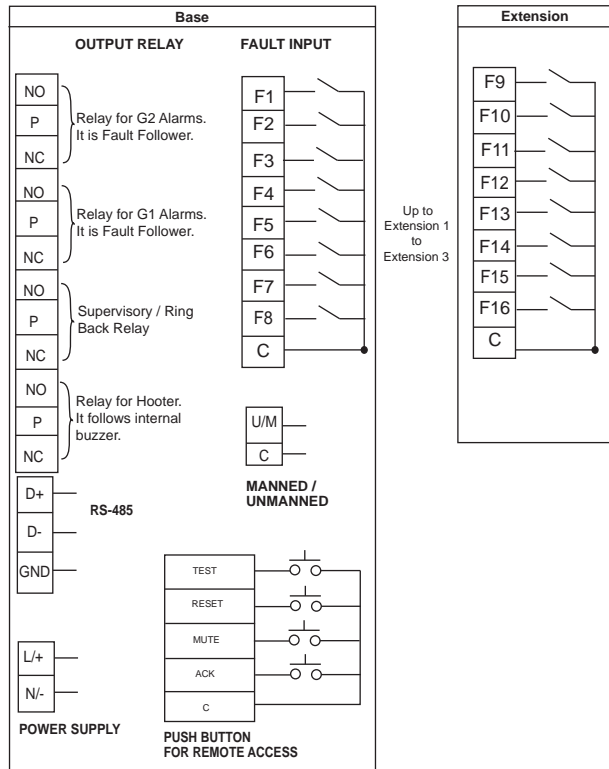 Base
OUTPUT RELAY
NO
P
NC
Relay for G2 Alarms.
It is Fault Follower.
NO
P
NC
Relay for G1 Alarms.
It is Fault Follower.
NO
P
NC
Supervisory / Ring
Back Relay
NO
P
NC
Relay for Hooter.
It follows internal
buzzer.
D+
D-
GND
RS-485
L/+
N/-
POWER SUPPLY
FAULT INPUT
F1
F2
F3
F4
F5
F6
F7
F8
C
U/M
C
MANNED /
UNMANNED
TEST
RESET
MUTE
ACK
C
PUSH BUTTON
FOR REMOTE ACCESS
Up to
Extension 1
to
Extension 3
Extension
F9
F10
F11
F12
F13
F14
F15
F16
C